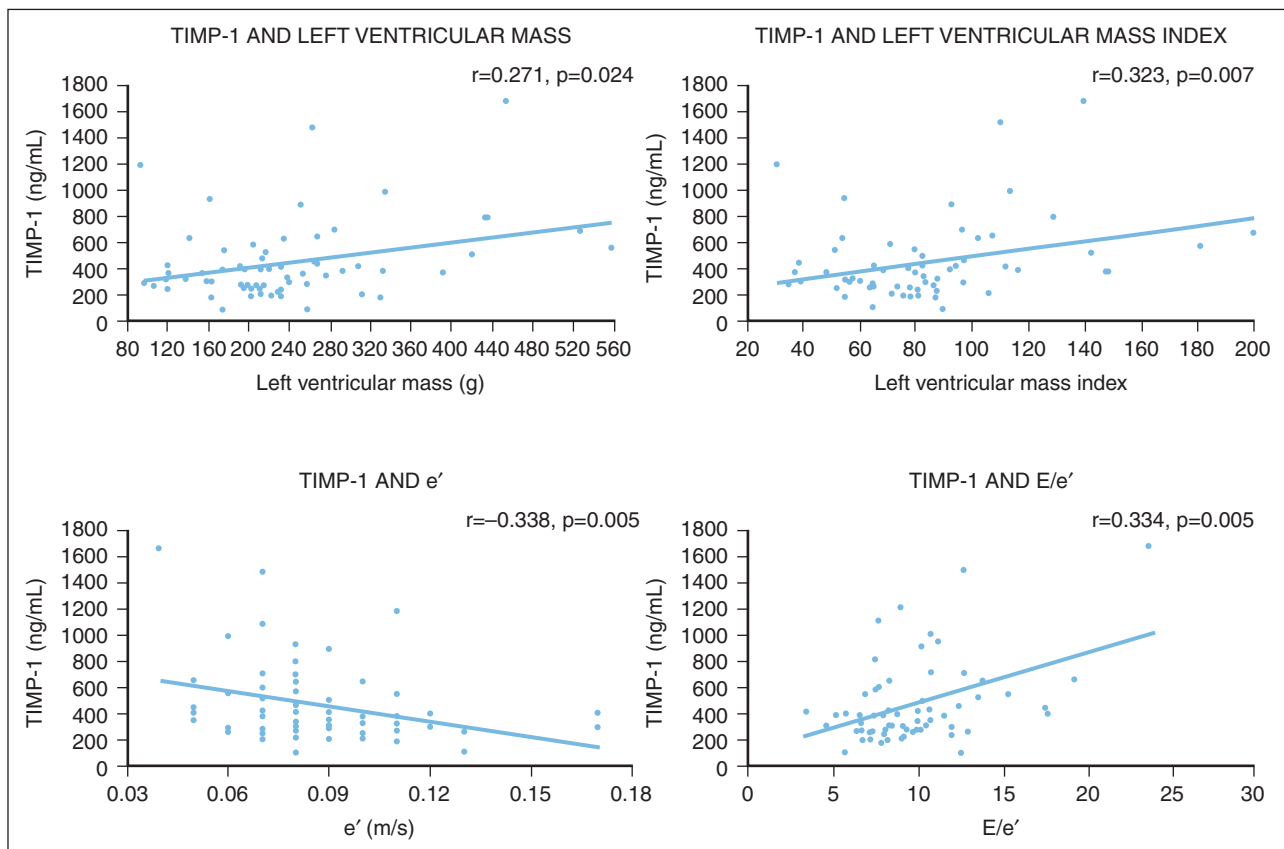 TIMP-1 AND LEFT VENTRICULAR MASS
r=0.271, p=0.024
TIMP-1 (ng/mL)
1800
1600
1400
1200
1000
800
600
400
200
0
80 120 160 200 240 280 320 360 400 440 480 520 560
Left ventricular mass (g)
TIMP-1 AND LEFT VENTRICULAR MASS INDEX
r=0.323, p=0.007
TIMP-1 (ng/mL)
1800
1600
1400
1200
1000
800
600
400
200
0
20 40 60 80 100 120 140 160 180 200
Left ventricular mass index
TIMP-1 AND e′
r=–0.338, p=0.005
TIMP-1 (ng/mL)
1800
1600
1400
1200
1000
800
600
400
200
0
0.03 0.06 0.09 0.12 0.15 0.18
e′ (m/s)
TIMP-1 AND E/e′
r=0.334, p=0.005
TIMP-1 (ng/mL)
1800
1600
1400
1200
1000
800
600
400
200
0
0 5 10 15 20 25 30
E/e′